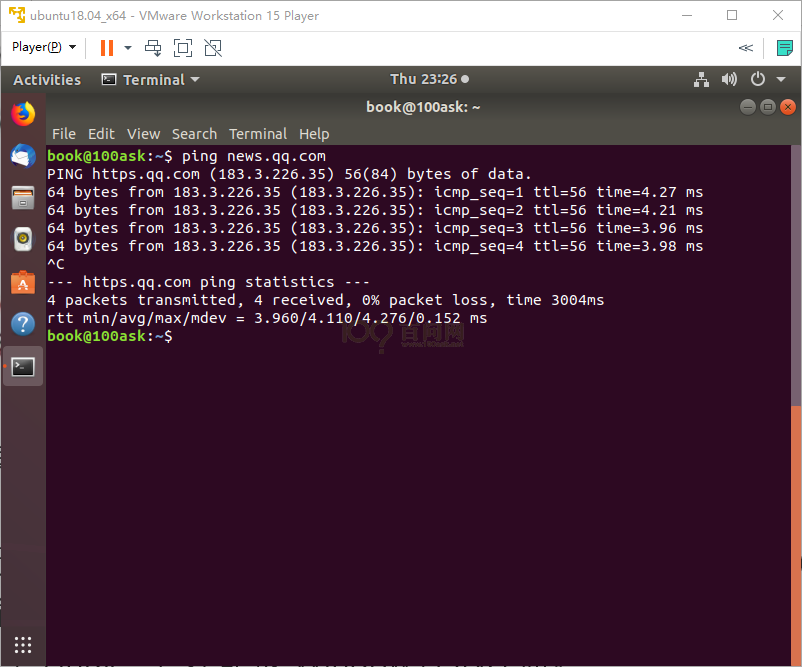 ubuntu18.04_x64 - VMware Workstation 15 Player
Player(P)
Activities Terminal Thu 23:26
book@100ask: ~
File Edit View Search Terminal Help
book@100ask:~$ ping news.qq.com
PING https.qq.com (183.3.226.35) 56(84) bytes of data.
64 bytes from 183.3.226.35 (183.3.226.35): icmp_seq=1 ttl=56 time=4.27 ms
64 bytes from 183.3.226.35 (183.3.226.35): icmp_seq=2 ttl=56 time=4.21 ms
64 bytes from 183.3.226.35 (183.3.226.35): icmp_seq=3 ttl=56 time=3.96 ms
64 bytes from 183.3.226.35 (183.3.226.35): icmp_seq=4 ttl=56 time=3.98 ms
^C
--- https.qq.com ping statistics ---
4 packets transmitted, 4 received, 0% packet loss, time 3004ms
rtt min/avg/max/mdev = 3.960/4.110/4.276/0.152 ms
book@100ask:~$
百问网